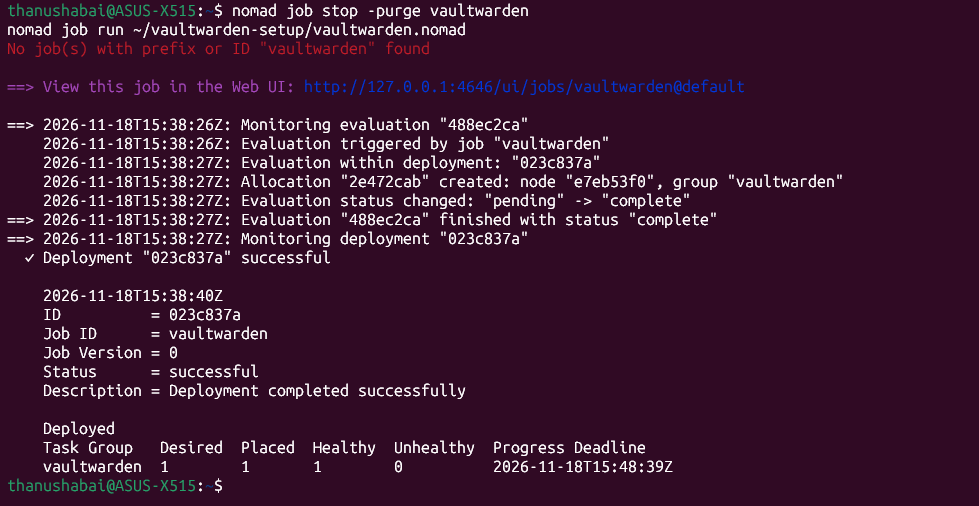 thanushabai@ASUS-X515:~$ nomad job stop -purge vaultwarden
nomad job run ~/vaultwarden-setup/vaultwarden.nomad
No job(s) with prefix or ID "vaultwarden" found
==> View this job in the Web UI: http://127.0.0.1:4646/ui/jobs/vaultwarden@default
==> 2026-11-18T15:38:26Z: Monitoring evaluation "488ec2ca"
2026-11-18T15:38:26Z: Evaluation triggered by job "vaultwarden"
2026-11-18T15:38:27Z: Evaluation within deployment: "023c837a"
2026-11-18T15:38:27Z: Allocation "2e472cab" created: node "e7eb53f0", group "vaultwarden"
2026-11-18T15:38:27Z: Evaluation status changed: "pending" -> "complete"
==> 2026-11-18T15:38:27Z: Evaluation "488ec2ca" finished with status "complete"
==> 2026-11-18T15:38:27Z: Monitoring deployment "023c837a"
✓ Deployment "023c837a" successful
2026-11-18T15:38:40Z
ID          = 023c837a
Job ID      = vaultwarden
Job Version = 0
Status      = successful
Description = Deployment completed successfully
Deployed
Task Group   Desired  Placed  Healthy  Unhealthy  Progress Deadline
vaultwarden  1        1       1        0          2026-11-18T15:48:39Z
thanushabai@ASUS-X515:~$